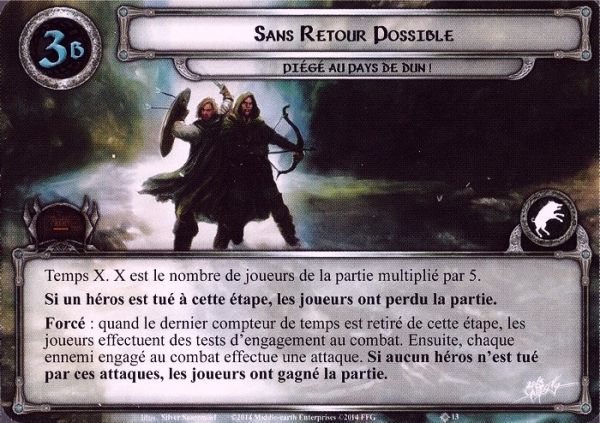 3B
SANS RETOUR POSSIBLE
PIÉGÉ AU PAYS DE DUN !
Temps X. X est le nombre de joueurs de la partie multiplié par 5.
Si un héros est tué à cette étape, les joueurs ont perdu la partie.
Forcé : quand le dernier compteur de temps est retiré de cette étape, les
joueurs effectuent des tests d'engagement au combat. Ensuite, chaque
ennemi engagé au combat effectue une attaque. Si aucun héros n'est tué
par ces attaques, les joueurs ont gagné la partie.
Illus. Silver Saaremael ©2014 Middle-earth Enterprises ©2014 FFG 13